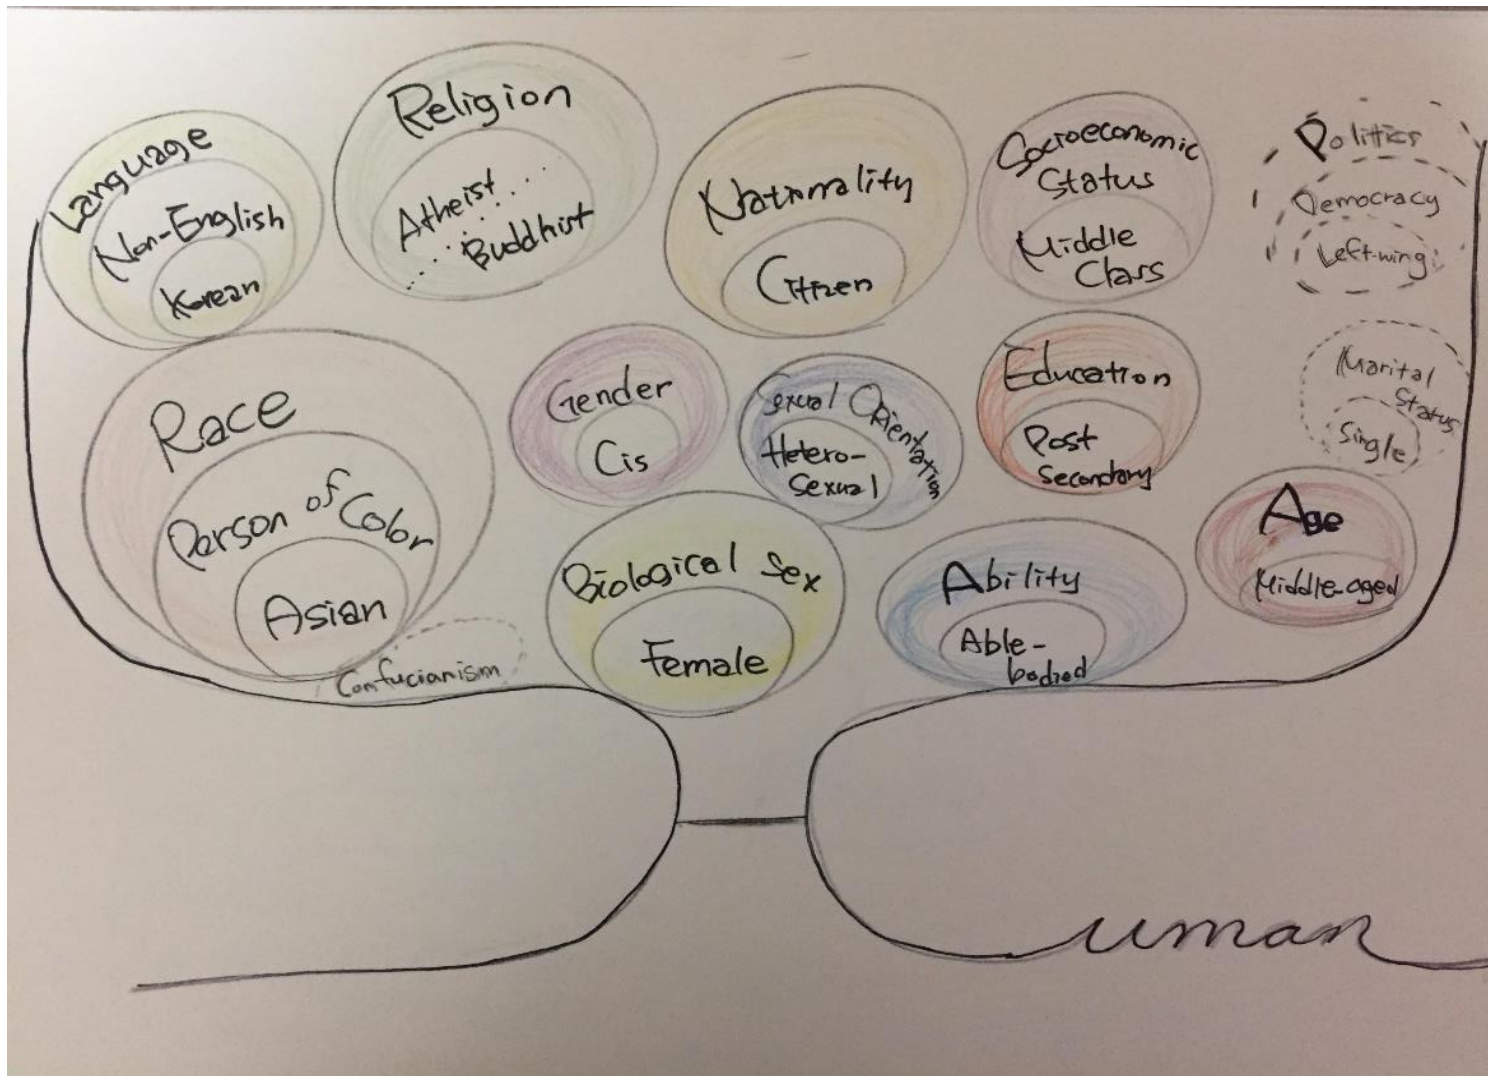 Language
Non-English
Korean
Religion
Atheist....
.....
....Buddhist
Nationality
Citizen
Socioeconomic
Status
Middle
Class
Politics
Democracy
Left-wing
Race
Person of Color
Asian
Confucianism
Gender
Cis
Sexual Orientation
Hetero-
Sexual
Education
Post
Secondary
Marital
Status
Single
Biological Sex
Female
Ability
Able-
bodied
Age
Middle-aged
uman